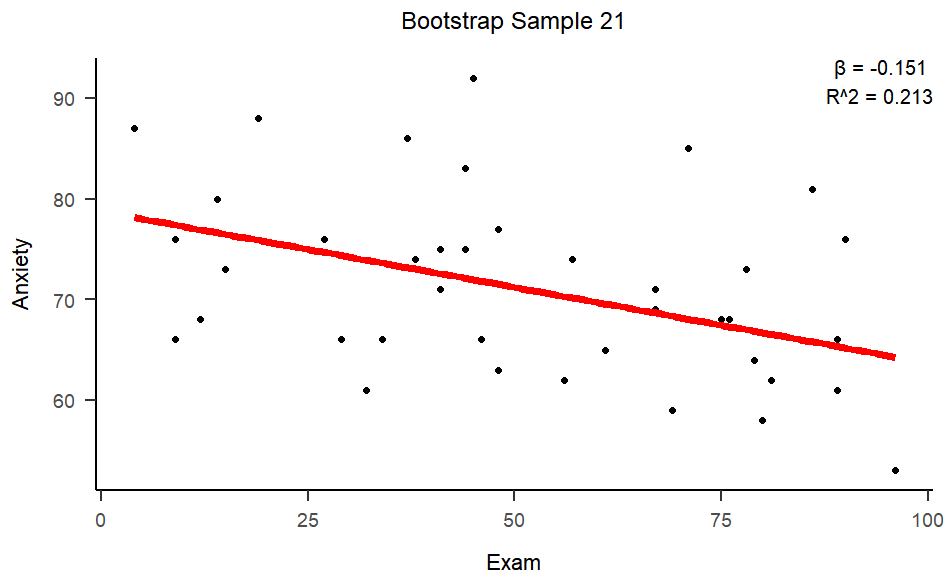 Bootstrap Sample 21
β = -0.151
R^2 = 0.213
90
80
70
60
Anxiety
0 25 50 75 100
Exam